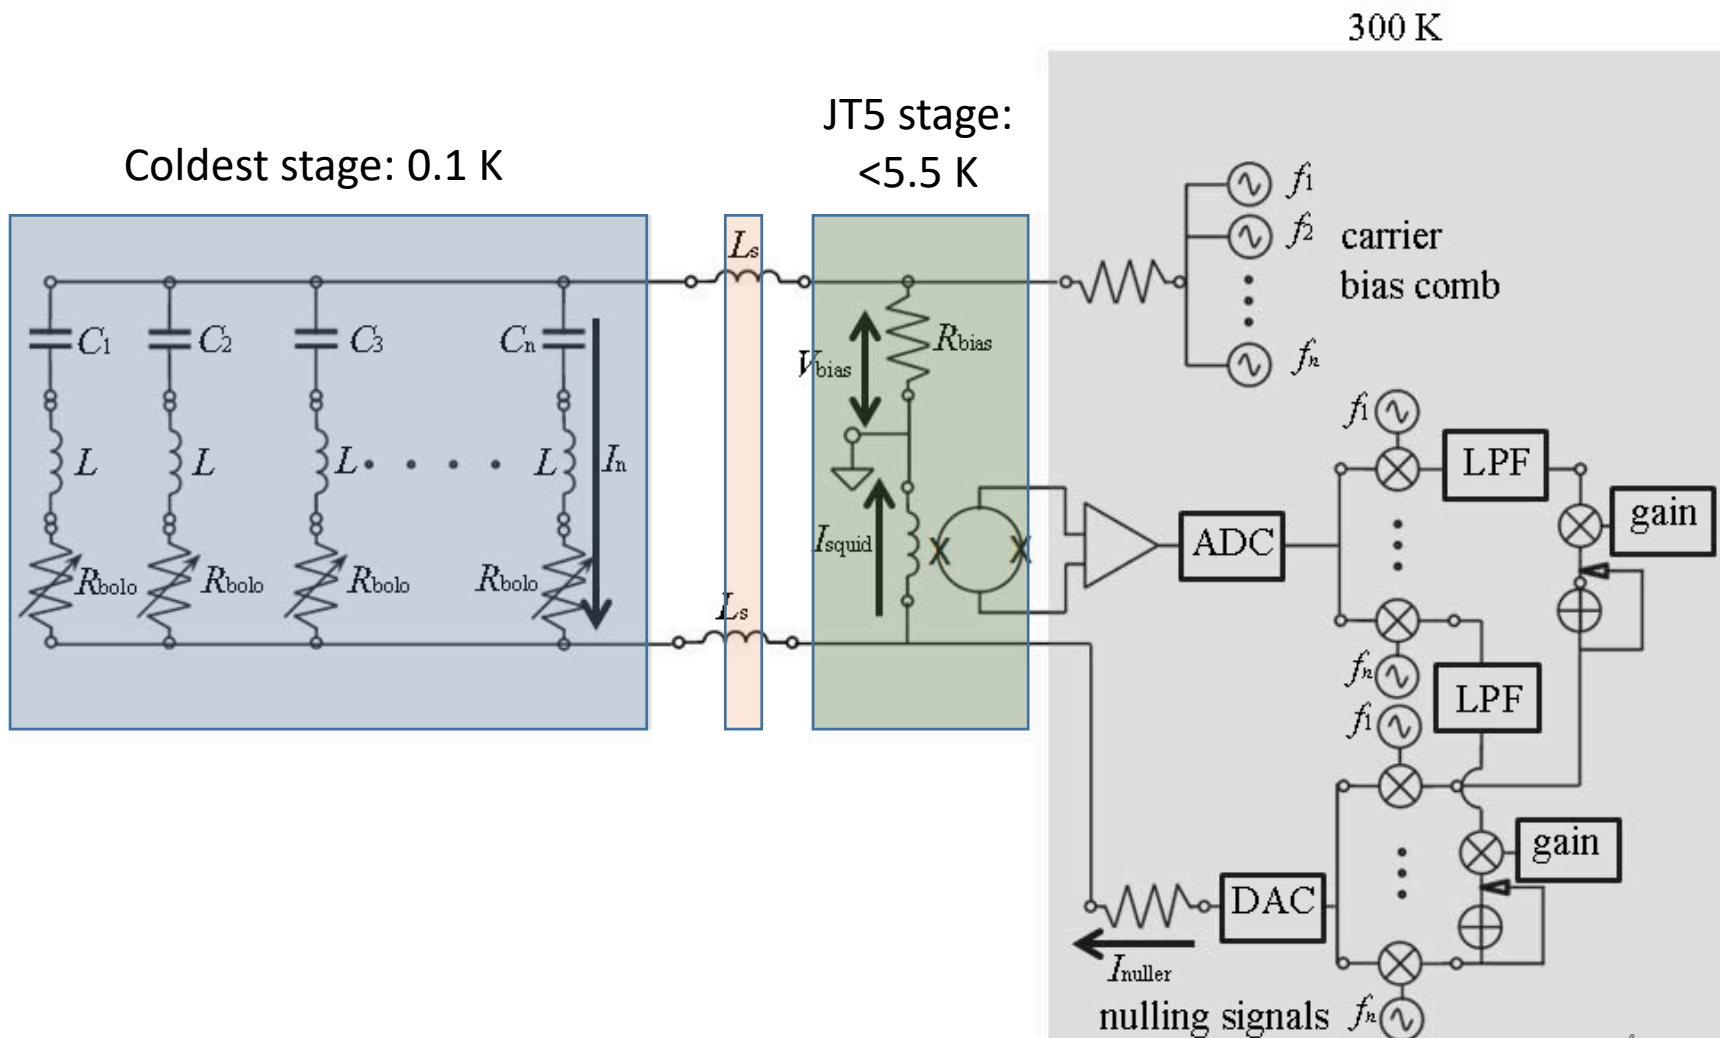 300 K
JT5 stage:
<5.5 K
Coldest stage: 0.1 K
f1
f2 carrier
bias comb
fn
Ls
C1 C2 C3 Cn
Rbias
Vbias
L L L L In
Rbolo Rbolo Rbolo Rbolo
Isquid
Ls
f1
LPF
gain
ADC
fn
LPF
f1
gain
DAC
Inuller
nulling signals fn